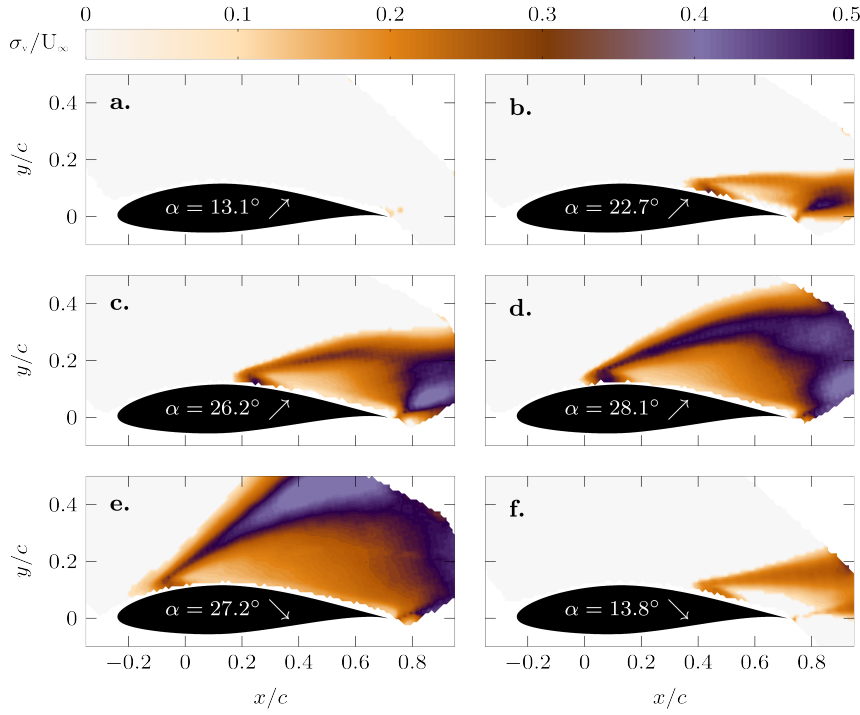 0 0.1 0.2 0.3 0.4 0.5
σᵥ/U∞
a.
b.
0.4
0.2
0
y/c
α = 13.1° ↗
α = 22.7° ↗
c.
d.
0.4
0.2
0
y/c
α = 26.2° ↗
α = 28.1° ↗
e.
f.
0.4
0.2
0
y/c
α = 27.2° ↘
α = 13.8° ↘
−0.2 0 0.2 0.4 0.6 0.8
−0.2 0 0.2 0.4 0.6 0.8
x/c
x/c